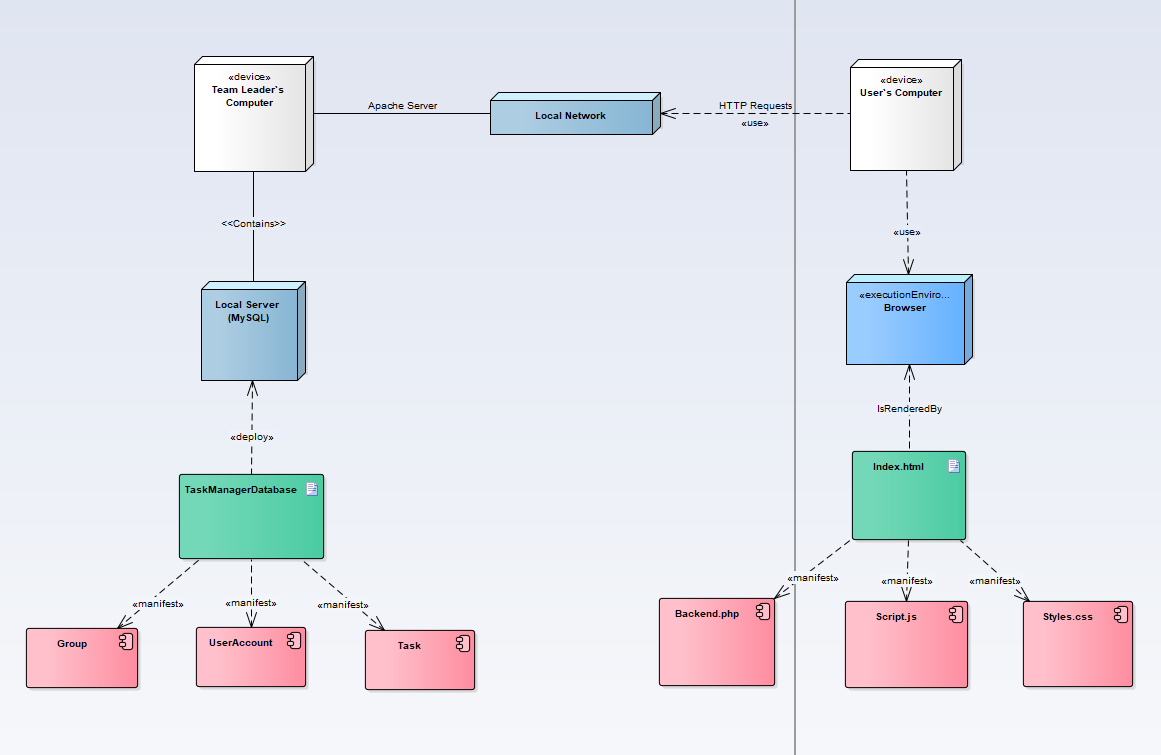 «device»
Team Leader`s
Computer
Apache Server
Local Network
HTTP Requests
«use»
«device»
User`s Computer
<<Contains>>
«use»
Local Server
(MySQL)
«executionEnviro...
Browser
«deploy»
IsRenderedBy
TaskManagerDatabase
Index.html
«manifest»
«manifest»
«manifest»
«manifest»
«manifest»
«manifest»
Group
UserAccount
Task
Backend.php
Script.js
Styles.css